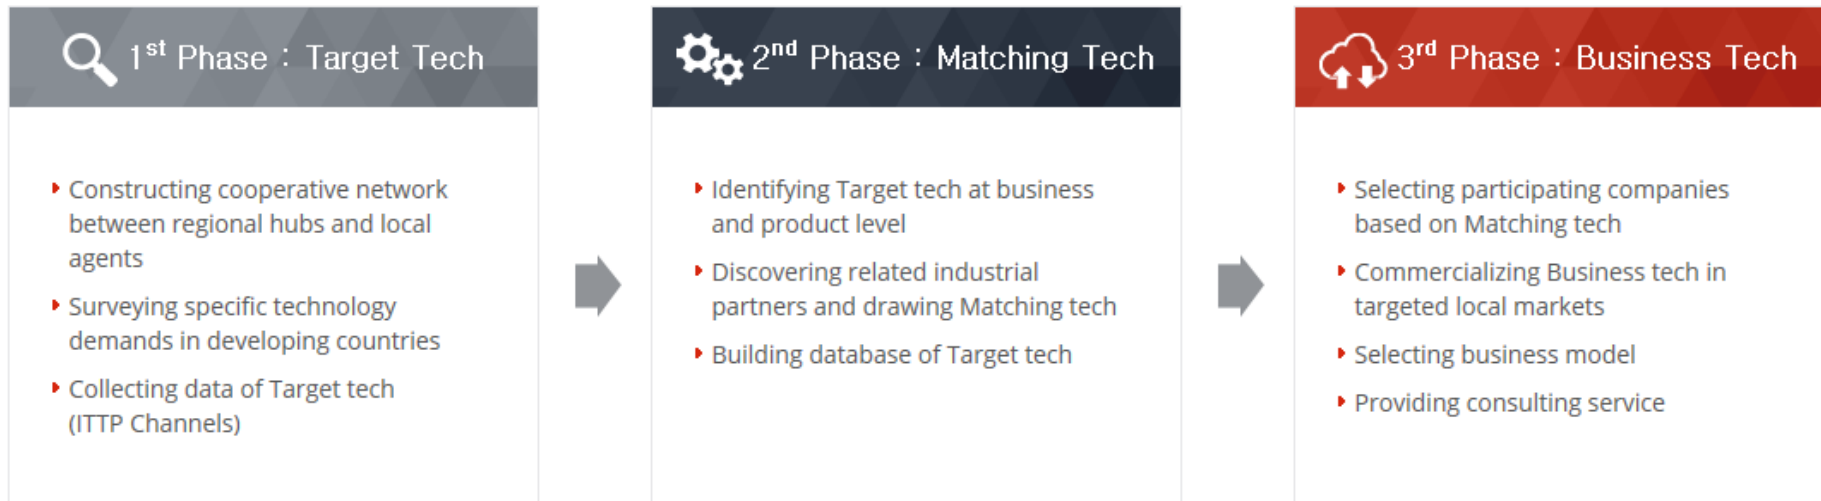 1st Phase : Target Tech
Constructing cooperative network
between regional hubs and local
agents
Surveying specific technology
demands in developing countries
Collecting data of Target tech
(ITTP Channels)
2nd Phase : Matching Tech
Identifying Target tech at business
and product level
Discovering related industrial
partners and drawing Matching tech
Building database of Target tech
3rd Phase : Business Tech
Selecting participating companies
based on Matching tech
Commercializing Business tech in
targeted local markets
Selecting business model
Providing consulting service